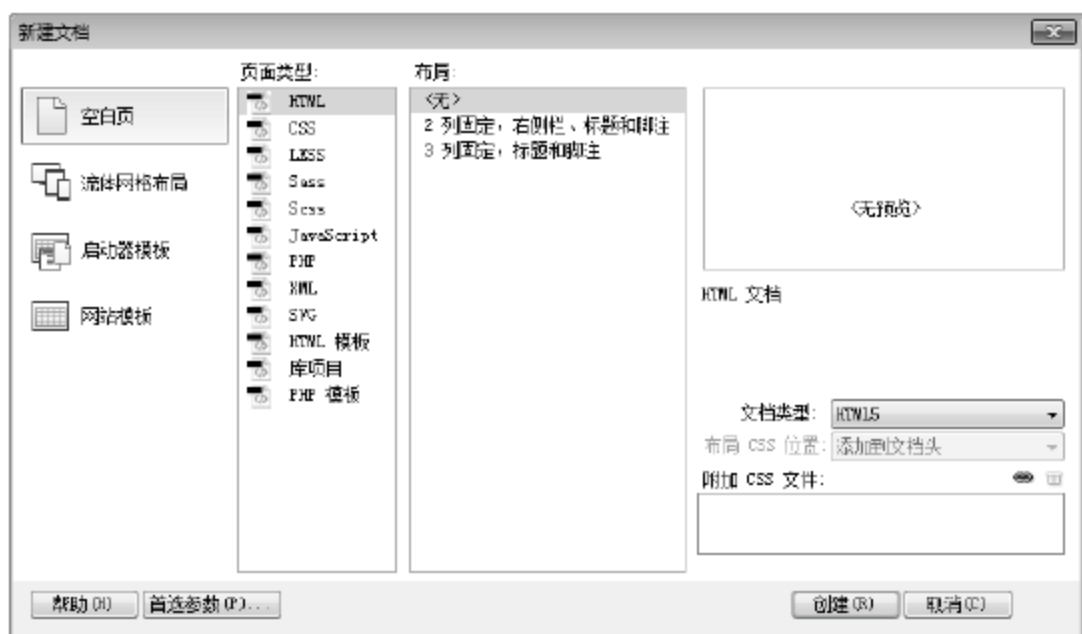 新建文档
空白页
流体网格布局
启动器模板
网站模板
页面类型:
HTML
CSS
LESS
Sass
Scss
JavaScript
PHP
XML
SVG
HTML 模板
库项目
PHP 模板
布局:
<无>
2 列固定，右侧栏、标题和脚注
3 列固定，标题和脚注
<无预览>
HTML 文档
文档类型: HTML5
布局 CSS 位置: 添加到文档头
附加 CSS 文件:
帮助(H) 首选参数(P)... 创建(R) 取消(C)